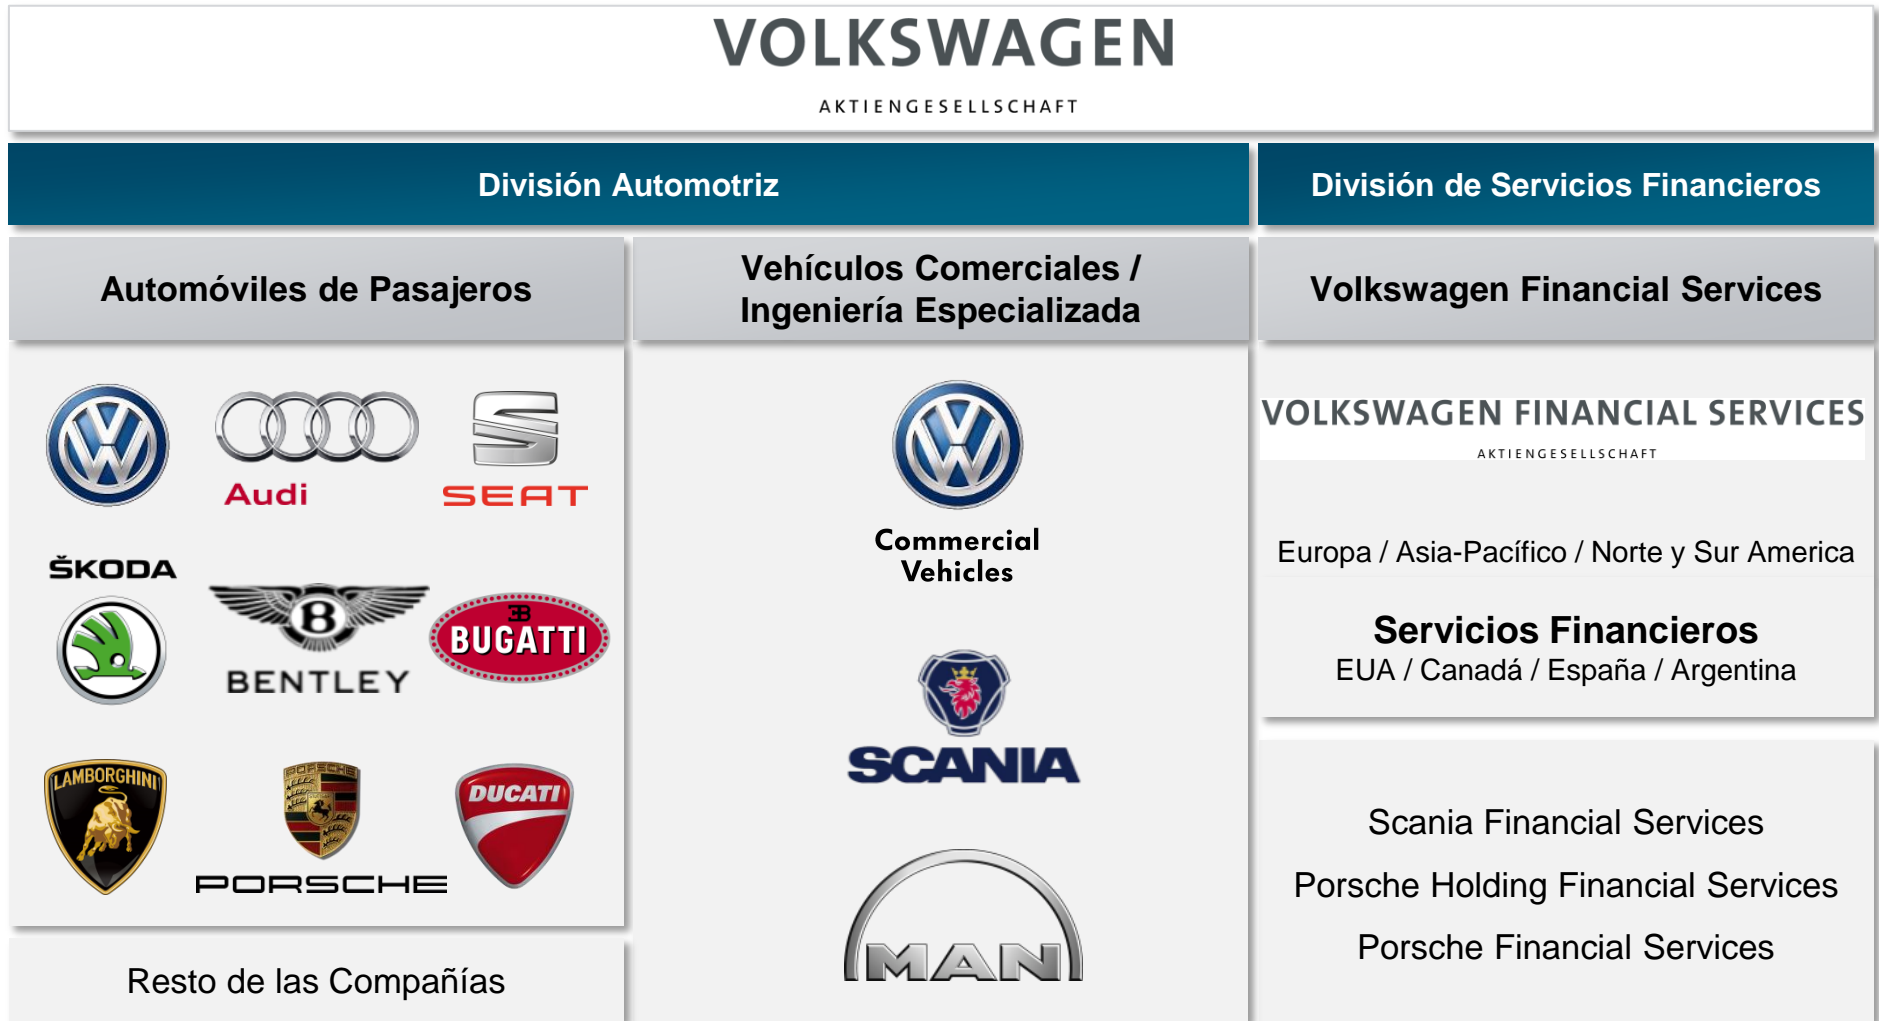 VOLKSWAGEN
AKTIENGESELLSCHAFT
División Automotriz
División de Servicios Financieros
Automóviles de Pasajeros
Vehículos Comerciales /
Ingeniería Especializada
Volkswagen Financial Services
Audi
SEAT
ŠKODA
B
BENTLEY
EB
BUGATTI
LAMBORGHINI
PORSCHE
PORSCHE
DUCATI
Resto de las Compañías
Commercial
Vehicles
SCANIA
MAN
VOLKSWAGEN FINANCIAL SERVICES
AKTIENGESELLSCHAFT
Europa / Asia-Pacífico / Norte y Sur America
Servicios Financieros
EUA / Canadá / España / Argentina
Scania Financial Services
Porsche Holding Financial Services
Porsche Financial Services